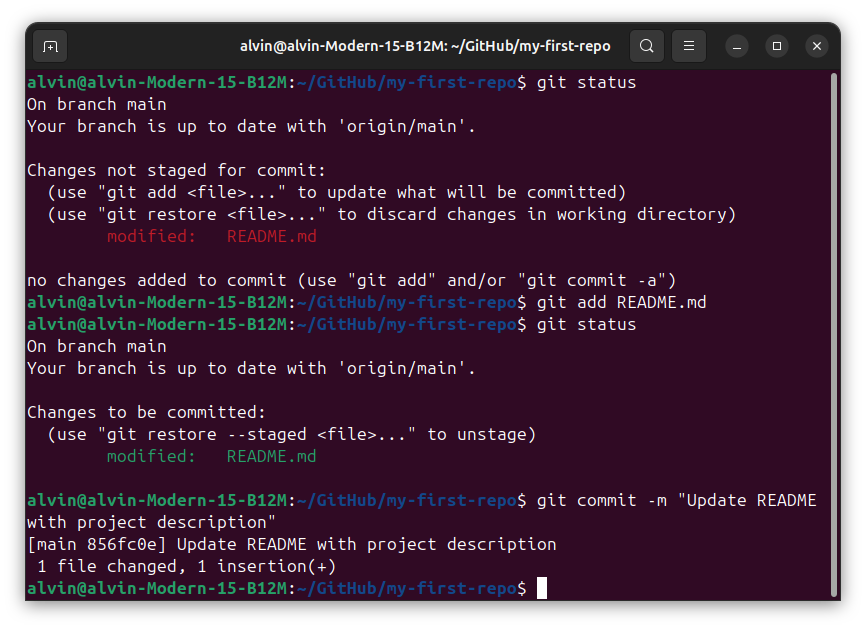 alvin@alvin-Modern-15-B12M: ~/GitHub/my-first-repo
alvin@alvin-Modern-15-B12M:~/GitHub/my-first-repo$ git status
On branch main
Your branch is up to date with 'origin/main'.
Changes not staged for commit:
  (use "git add <file>..." to update what will be committed)
  (use "git restore <file>..." to discard changes in working directory)
        modified:   README.md
no changes added to commit (use "git add" and/or "git commit -a")
alvin@alvin-Modern-15-B12M:~/GitHub/my-first-repo$ git add README.md
alvin@alvin-Modern-15-B12M:~/GitHub/my-first-repo$ git status
On branch main
Your branch is up to date with 'origin/main'.
Changes to be committed:
  (use "git restore --staged <file>..." to unstage)
        modified:   README.md
alvin@alvin-Modern-15-B12M:~/GitHub/my-first-repo$ git commit -m "Update README
with project description"
[main 856fc0e] Update README with project description
 1 file changed, 1 insertion(+)
alvin@alvin-Modern-15-B12M:~/GitHub/my-first-repo$